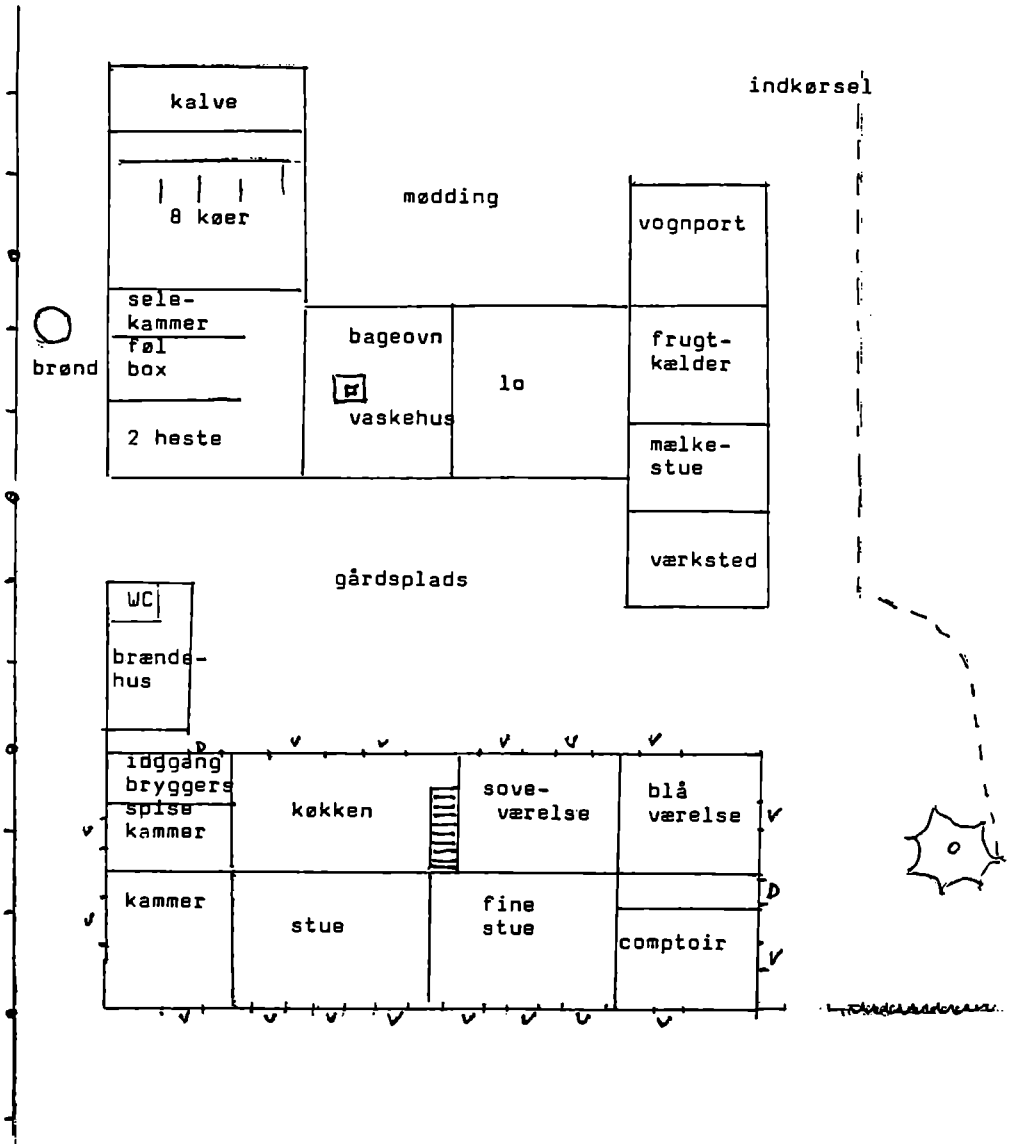 indkørsel
kalve
mødding
8 køer
vognport
sele-
kammer
føl
box
brønd
2 heste
bageovn
vaskehus
lo
frugt-
kælder
mælke-
stue
værksted
gårdsplads
WC
brænde-
hus
D
V
V
V
V
V
iddgang
bryggers
spise
kammer
V
køkken
sove-
værelse
blå
værelse
V
kammer
V
stue
fine
stue
D
comptoir
V
V
V
V
V
V
V
V
V